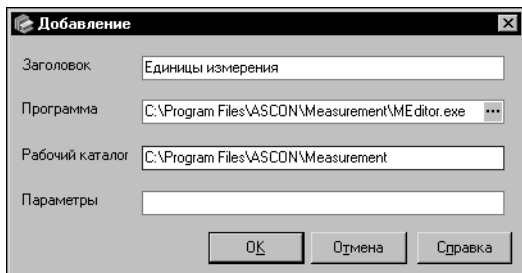 Добавление
Заголовок Единицы измерения
Программа C:\Program Files\ASCON\Measurement\MEditor.exe ...
Рабочий каталог C:\Program Files\ASCON\Measurement
Параметры
OK Отмена Справка